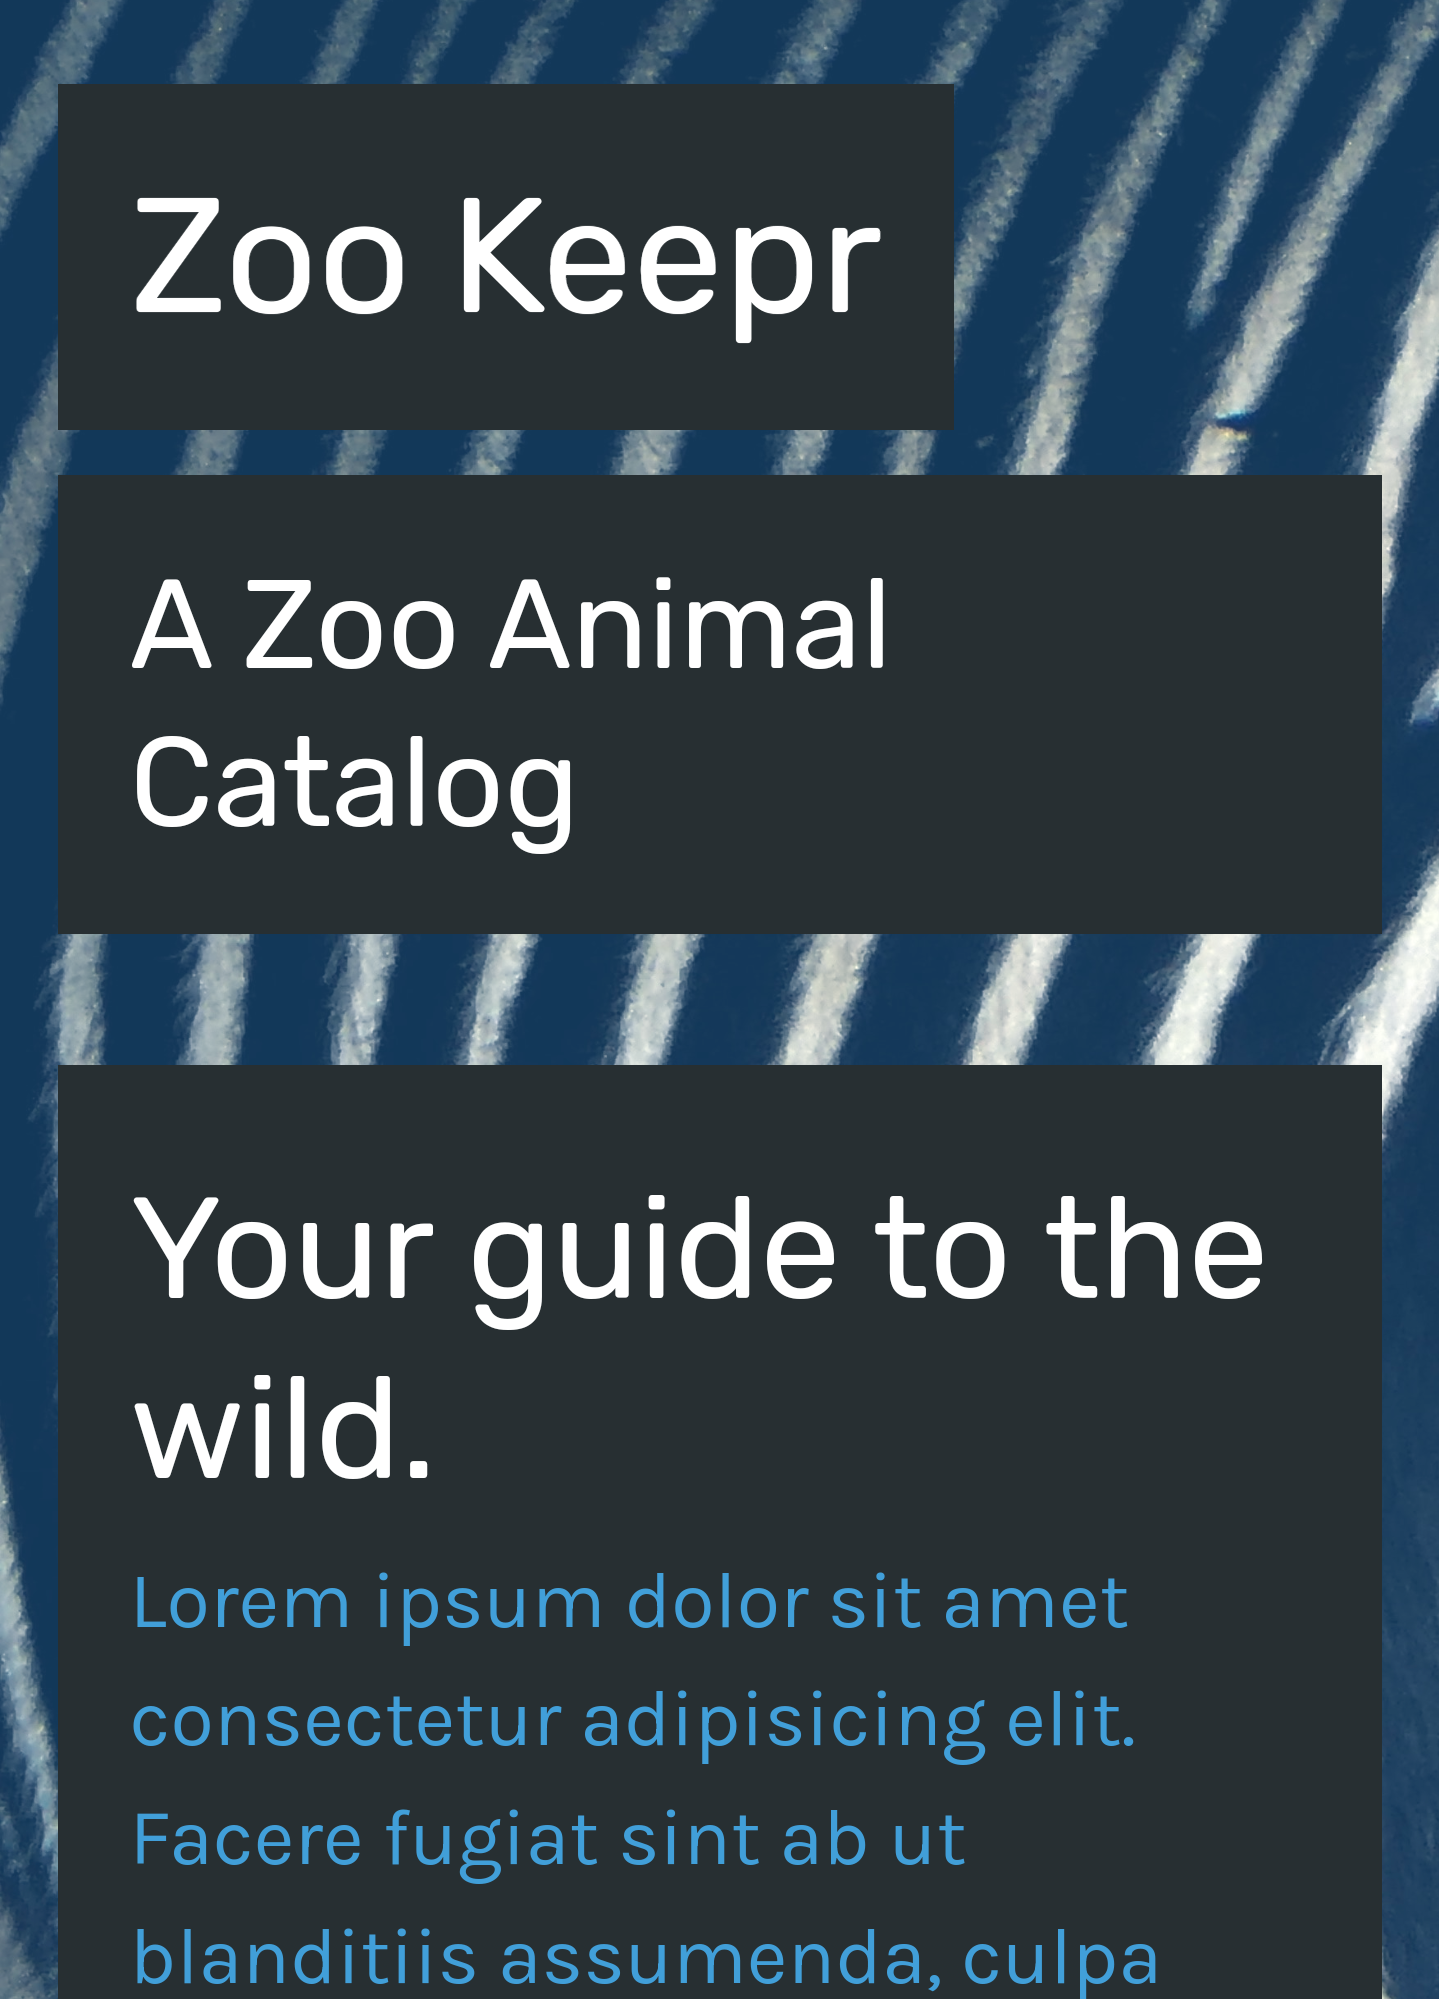 Zoo Keepr
A Zoo Animal
Catalog
Your guide to the
wild.
Lorem ipsum dolor sit amet
consectetur adipisicing elit.
Facere fugiat sint ab ut
blanditiis assumenda, culpa